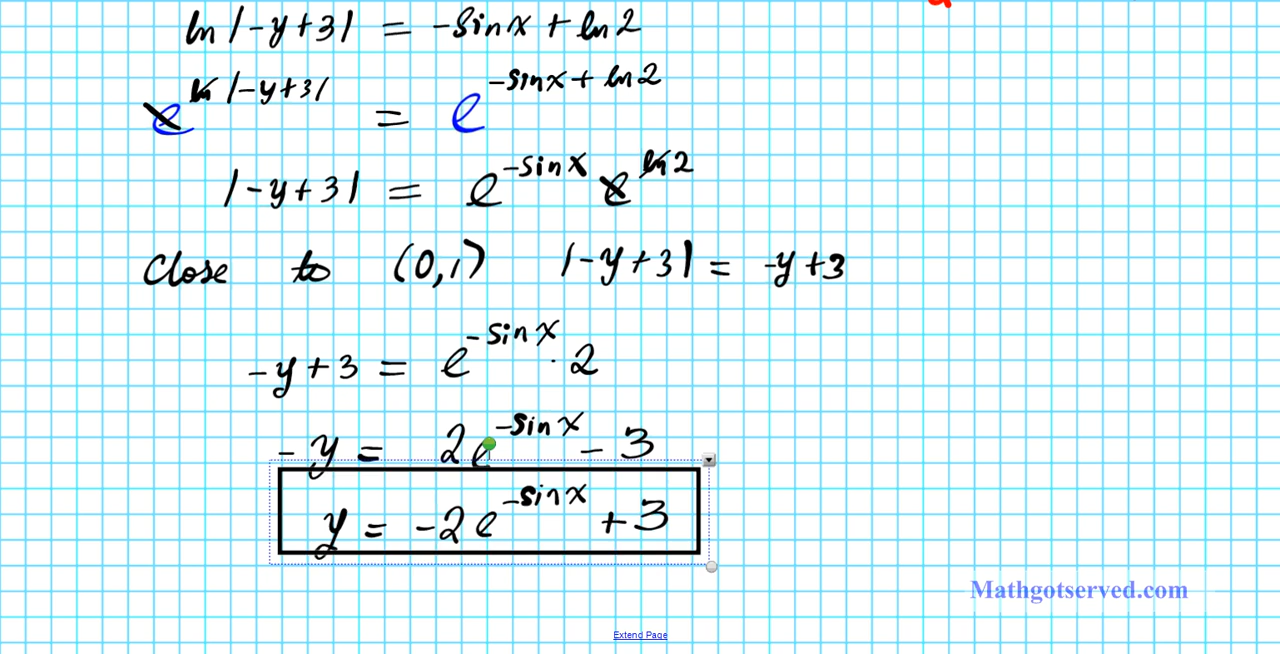 ln |-y+3| = -sinx + ln2
e^{ln |-y+3|} = e^{-sinx + ln2}
|-y+3| = e^{-sinx} e^{ln2}
Close to (0,1) |-y+3| = -y+3
-y+3 = e^{-sinx} · 2
-y = 2e^{-sinx} - 3
y = -2e^{-sinx} + 3
Mathgotserved.com
Extend Page